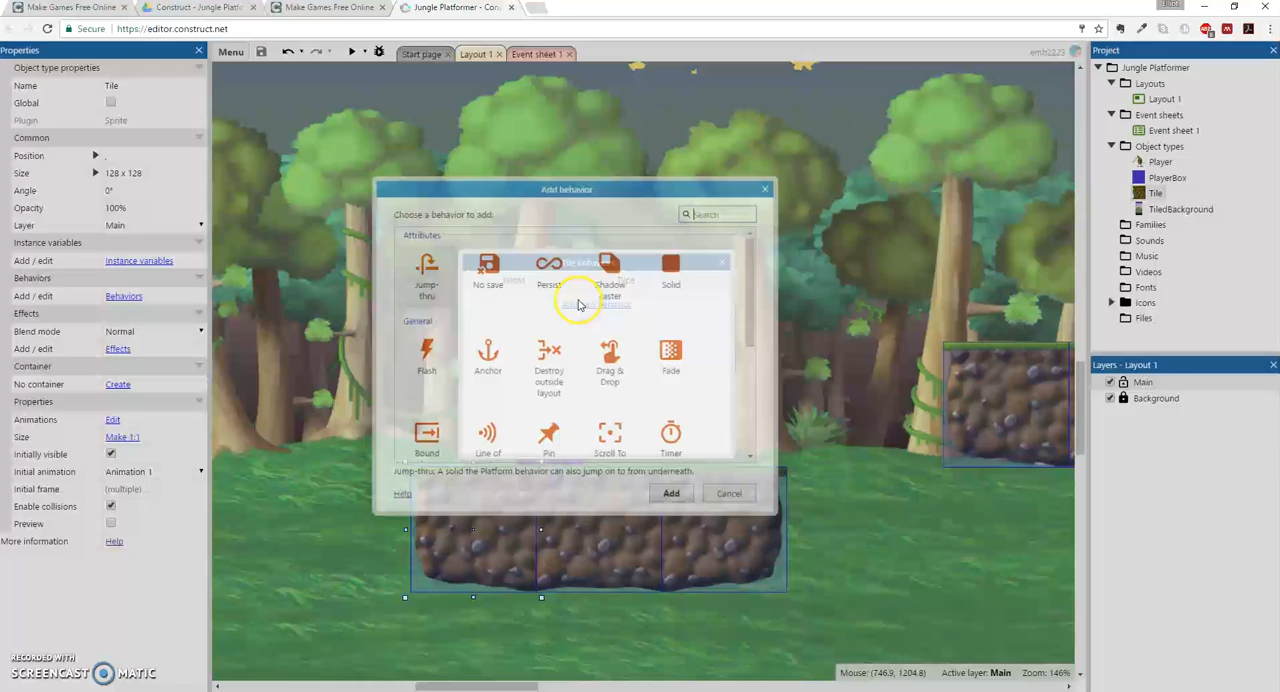 Make Games Free Online
Construct - Jungle Platf
Make Games Free Online
Jungle Platformer - Con
Elliot
Secure
https://editor.construct.net
Properties
Object type properties
Name
Tile
Global
Plugin
Sprite
Common
Position
Size
128 x 128
Angle
0°
Opacity
100%
Layer
Main
Instance variables
Add / edit
Instance variables
Behaviors
Add / edit
Behaviors
Effects
Blend mode
Normal
Add / edit
Effects
Container
No container
Create
Properties
Animations
Edit
Size
Make 1:1
Initially visible
Initial animation
Animation 1
Initial frame
(multiple)
Enable collisions
Preview
More information
Help
RECORDED WITH
SCREENCAST MATIC
Menu
Start page
Layout 1
Event sheet 1
Add behavior
Choose a behavior to add:
Search
Attributes
Jump-thru
No save
Persist
Solid
Name
Type
General
Flash
Anchor
Destroy outside layout
Drag & Drop
Fade
Bound
Line of
Pin
Scroll To
Timer
Jump-thru: A solid the Platform behavior can also jump on to from underneath.
Help
Add
Cancel
Mouse: (746.9, 1204.8)
Active layer: Main
Zoom: 146%
Project
Jungle Platformer
Layouts
Layout 1
Event sheets
Event sheet 1
Object types
Player
PlayerBox
Tile
TiledBackground
Families
Sounds
Music
Videos
Fonts
Icons
Files
Layers - Layout 1
Main
Background